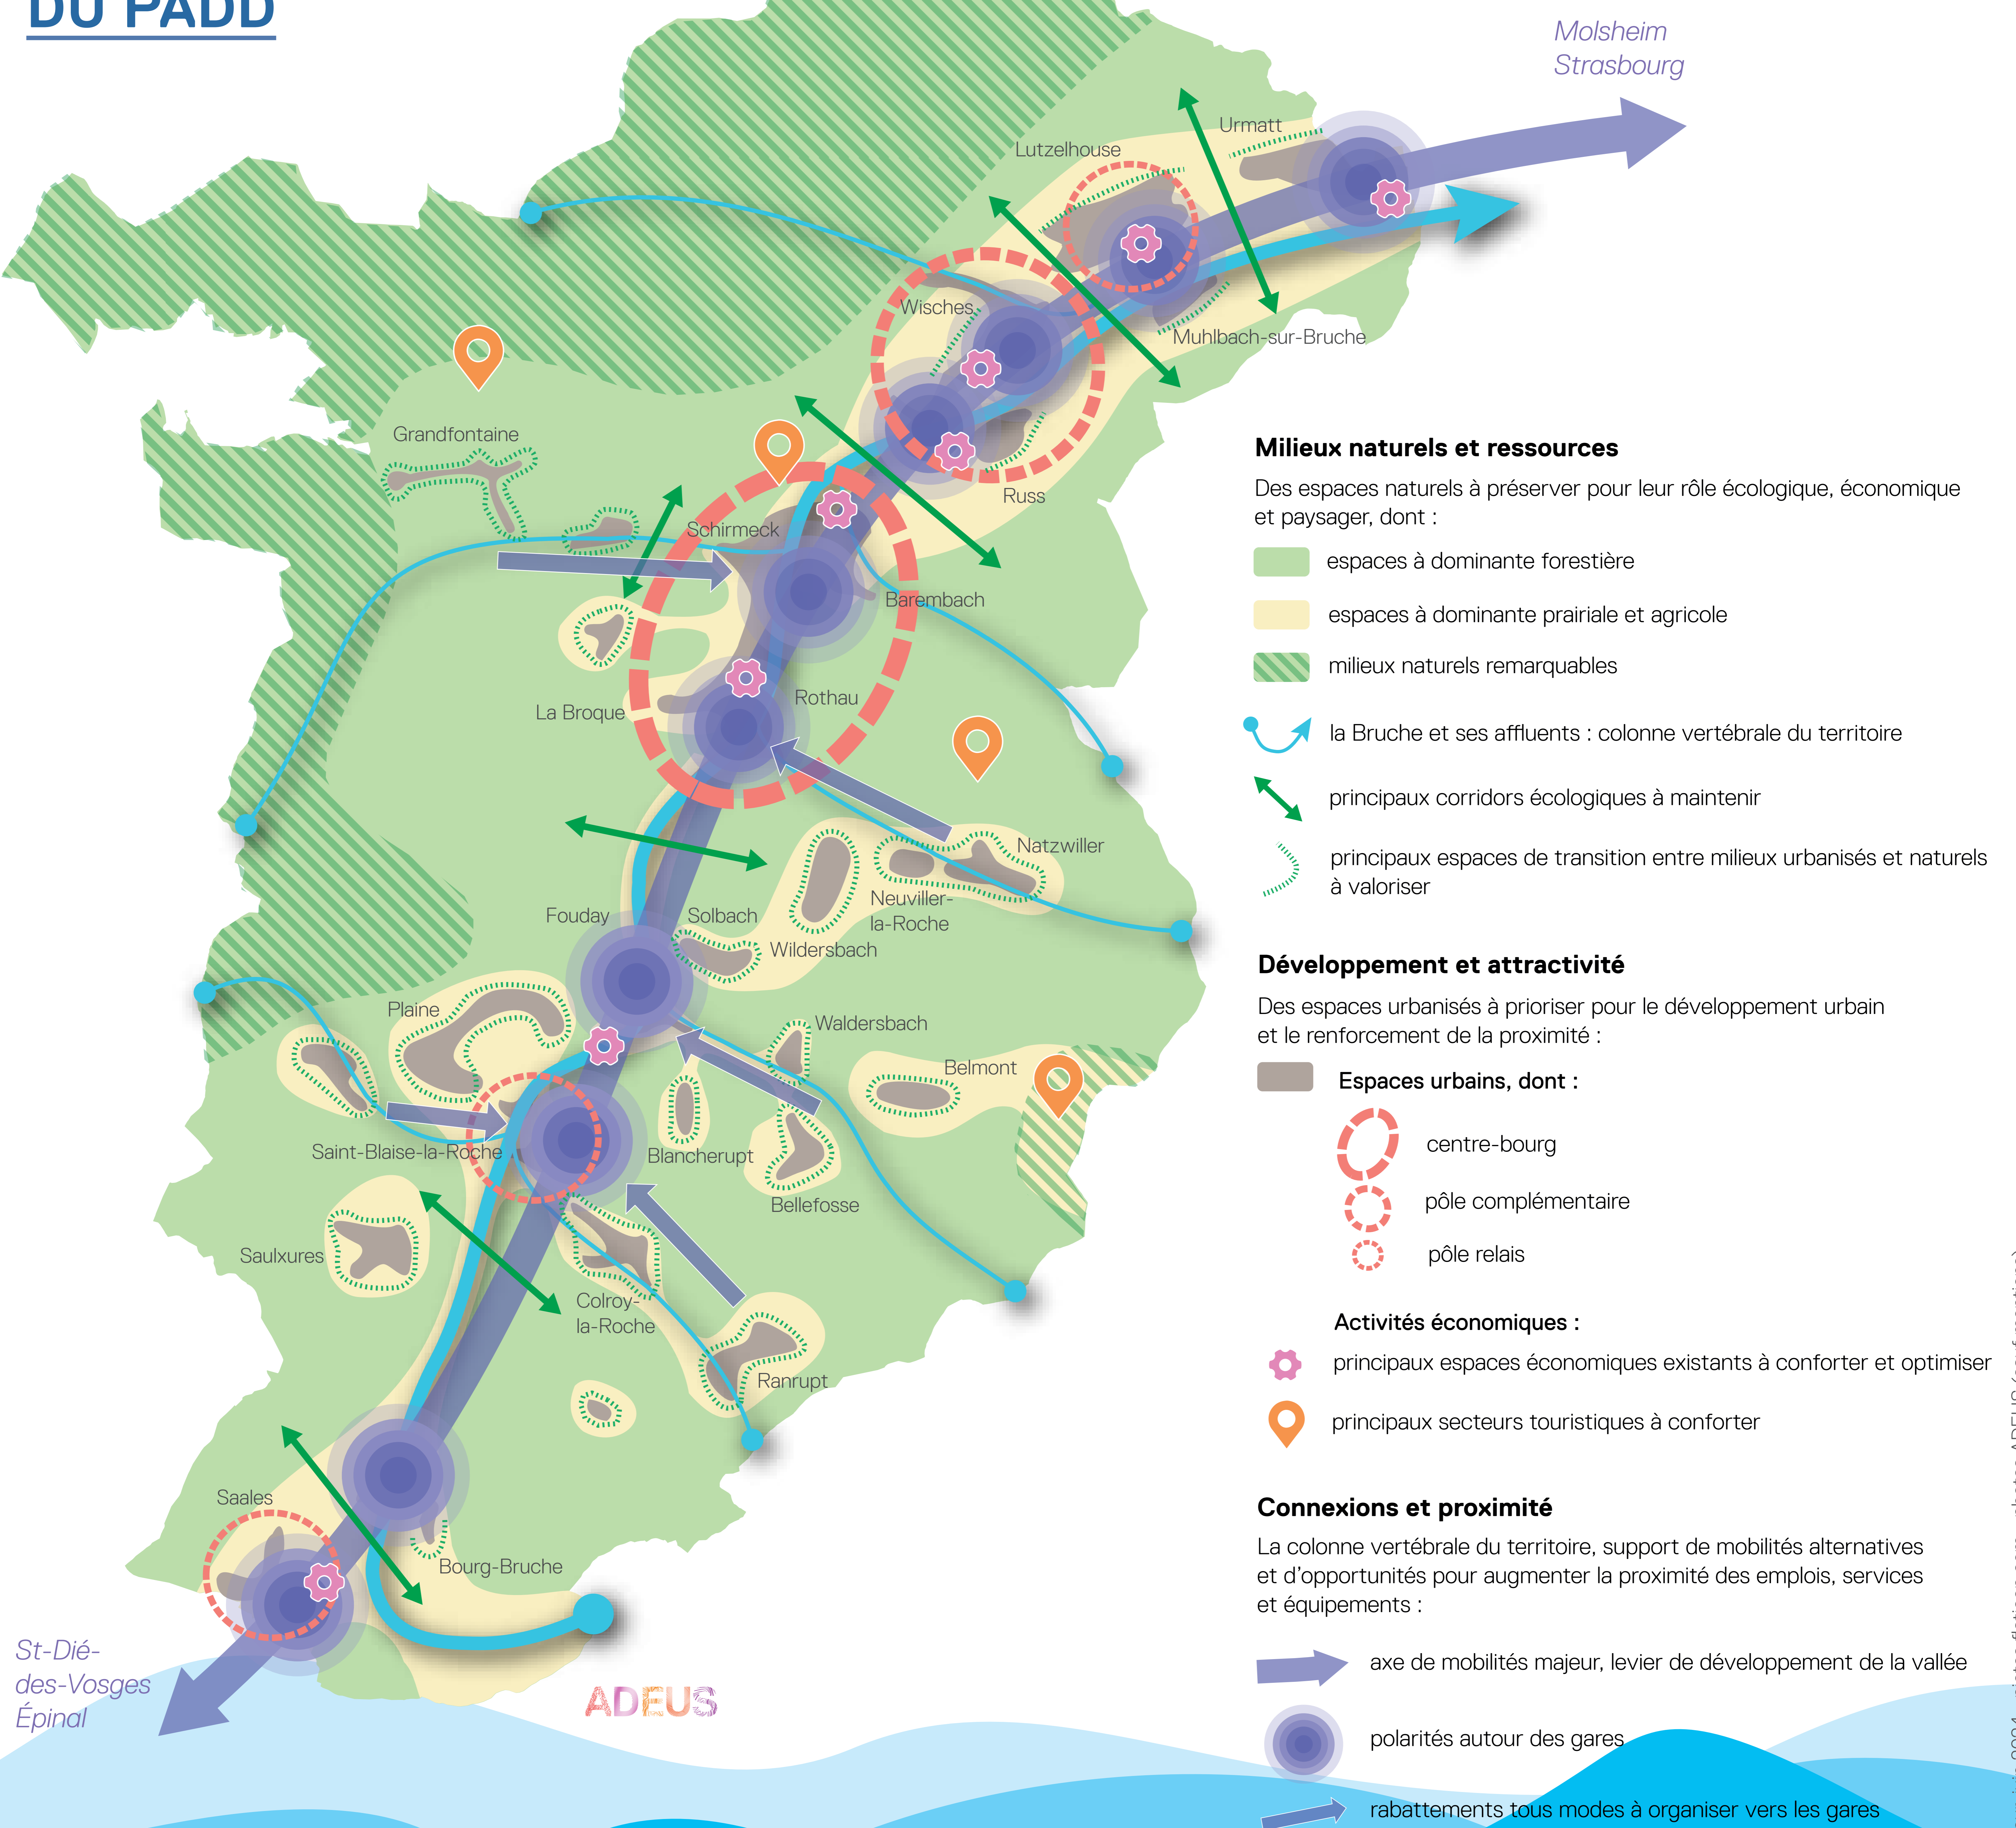 DU PADD
Molsheim
Strasbourg
Urmatt
Lutzelhouse
Wisches
Muhlbach-sur-Bruche
Grandfontaine
Russ
Schirmeck
Barembach
Rothau
La Broque
Natzwiller
Neuviller-
la-Roche
Fouday
Solbach
Wildersbach
Plaine
Waldersbach
Belmont
Saint-Blaise-la-Roche
Blancherupt
Bellefosse
Saulxures
Colroy-
la-Roche
Ranrupt
Saales
Bourg-Bruche
St-Dié-
des-Vosges
Épinal
ADEUS
Milieux naturels et ressources
Des espaces naturels à préserver pour leur rôle écologique, économique
et paysager, dont :
espaces à dominante forestière
espaces à dominante prairiale et agricole
milieux naturels remarquables
la Bruche et ses affluents : colonne vertébrale du territoire
principaux corridors écologiques à maintenir
principaux espaces de transition entre milieux urbanisés et naturels
à valoriser
Développement et attractivité
Des espaces urbanisés à prioriser pour le développement urbain
et le renforcement de la proximité :
Espaces urbains, dont :
centre-bourg
pôle complémentaire
pôle relais
Activités économiques :
principaux espaces économiques existants à conforter et optimiser
principaux secteurs touristiques à conforter
Connexions et proximité
La colonne vertébrale du territoire, support de mobilités alternatives
et d'opportunités pour augmenter la proximité des emplois, services
et équipements :
axe de mobilités majeur, levier de développement de la vallée
polarités autour des gares
rabattements tous modes à organiser vers les gares